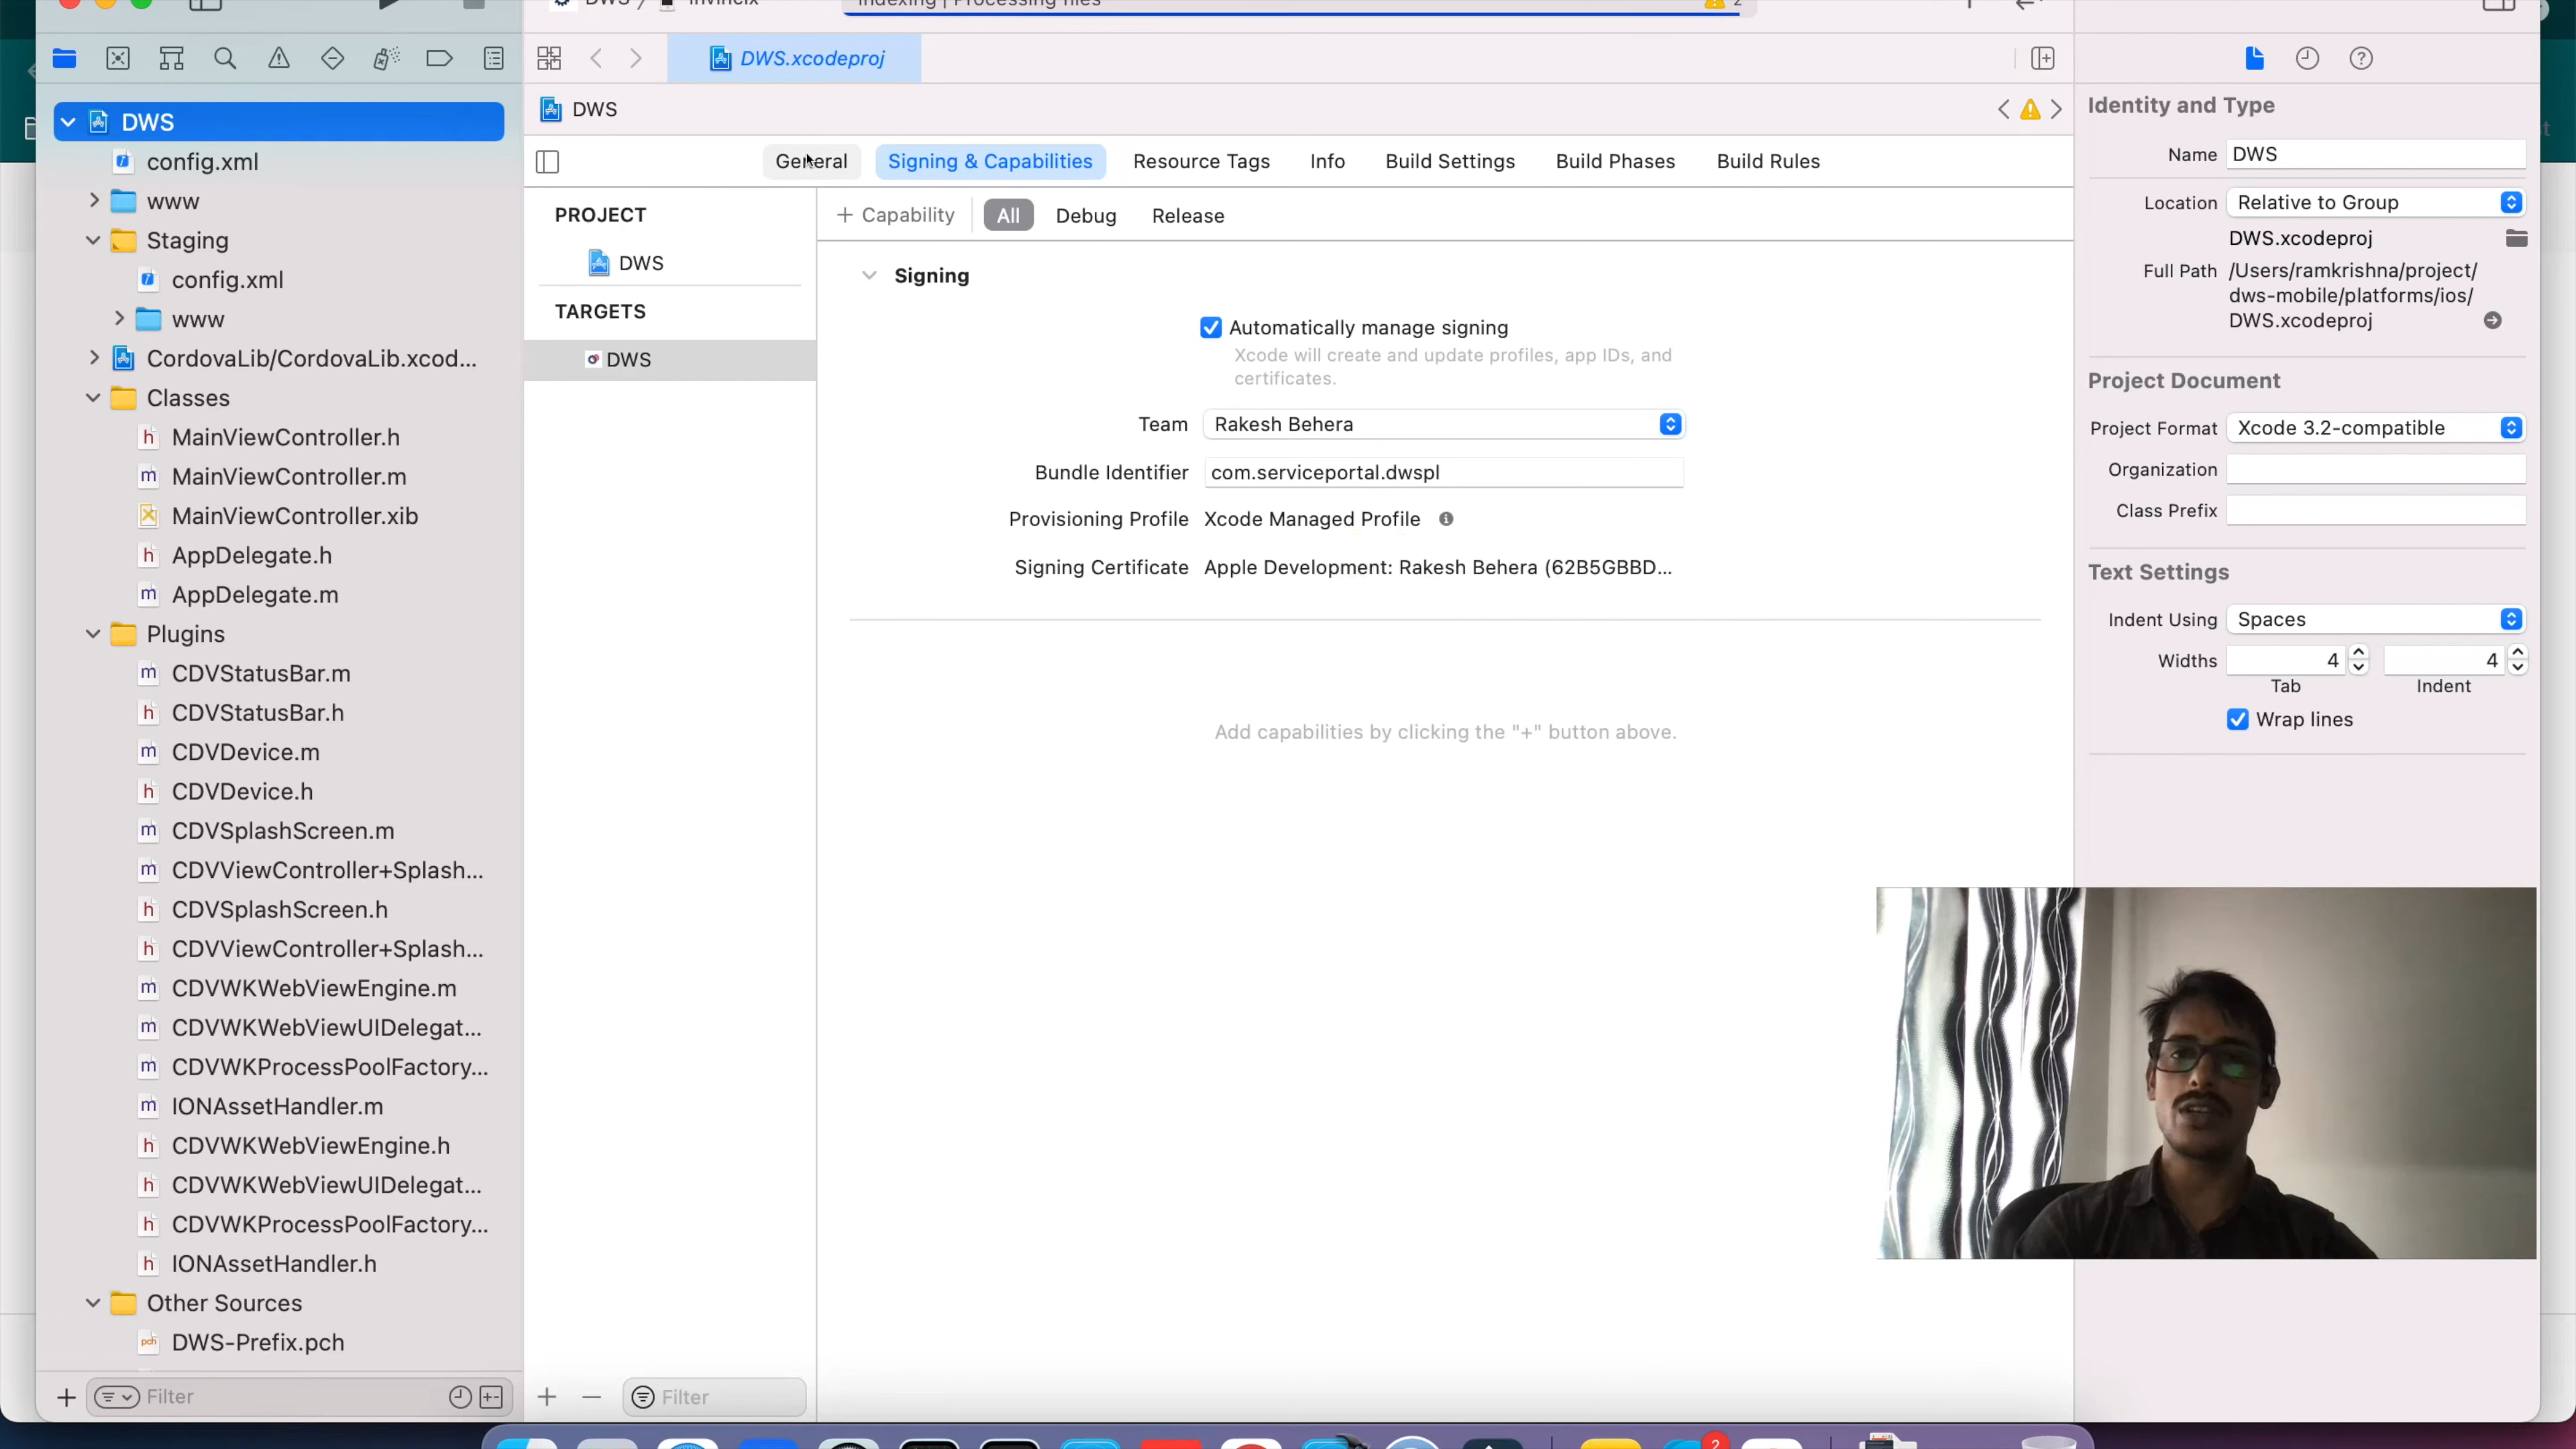 DWS / Invincix
Indexing | Processing files
2
DWS.xcodeproj
DWS
DWS
config.xml
www
Staging
config.xml
www
CordovaLib/CordovaLib.xcod...
Classes
MainViewController.h
MainViewController.m
MainViewController.xib
AppDelegate.h
AppDelegate.m
Plugins
CDVStatusBar.m
CDVStatusBar.h
CDVDevice.m
CDVDevice.h
CDVSplashScreen.m
CDVViewController+Splash...
CDVSplashScreen.h
CDVViewController+Splash...
CDVWKWebViewEngine.m
CDVWKWebViewUIDelegat...
CDVWKProcessPoolFactory...
IONAssetHandler.m
CDVWKWebViewEngine.h
CDVWKWebViewUIDelegat...
CDVWKProcessPoolFactory...
IONAssetHandler.h
Other Sources
DWS-Prefix.pch
Filter
General Signing & Capabilities Resource Tags Info Build Settings Build Phases Build Rules
PROJECT
DWS
TARGETS
DWS
Filter
+ Capability All Debug Release
Signing
Automatically manage signing
Xcode will create and update profiles, app IDs, and
certificates.
Team Rakesh Behera
Bundle Identifier com.serviceportal.dwspl
Provisioning Profile Xcode Managed Profile
Signing Certificate Apple Development: Rakesh Behera (62B5GBBD...
Add capabilities by clicking the "+" button above.
Identity and Type
Name DWS
Location Relative to Group
DWS.xcodeproj
Full Path /Users/ramkrishna/project/
dws-mobile/platforms/ios/
DWS.xcodeproj
Project Document
Project Format Xcode 3.2-compatible
Organization
Class Prefix
Text Settings
Indent Using Spaces
Widths 4 4
Tab Indent
Wrap lines
2